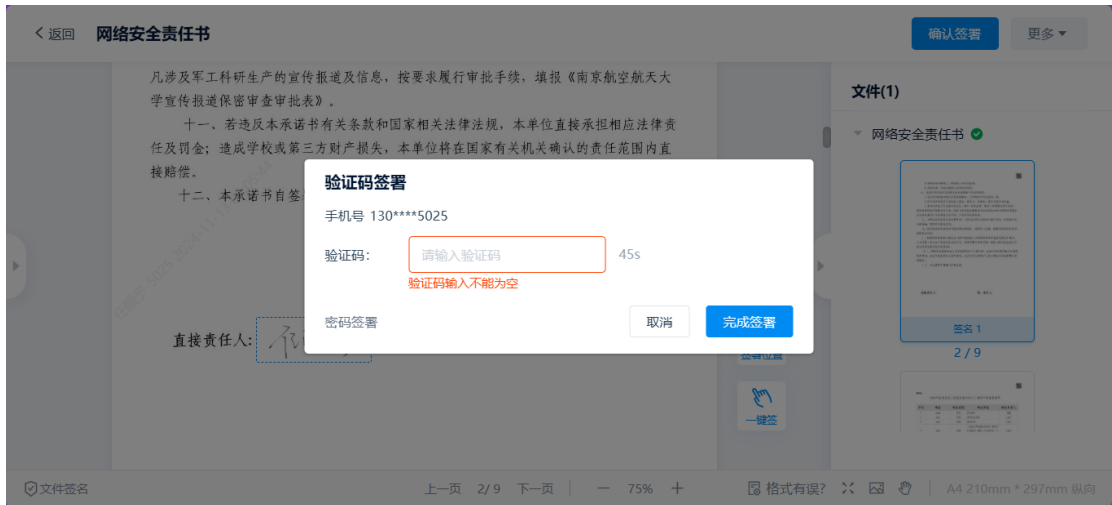 返回 网络安全责任书 确认签署 更多
凡涉及军工科研生产的宣传报道及信息，按要求履行审批手续，填报《南京航空航天大
学宣传报道保密审查审批表》。
十一、若违反本承诺书有关条款和国家相关法律法规，本单位直接承担相应法律责
任及罚金；造成学校或第三方财产损失，本单位将在国家有关机关确认的责任范围内直
接赔偿。
十二、本承诺书自签
直接责任人：
验证码签署
手机号 130****5025
验证码： 请输入验证码 45s
验证码输入不能为空
密码签署 取消 完成签署
签署位置
一键签
文件(1)
网络安全责任书
签名 1
2 / 9
文件签名 上一页 2/ 9 下一页 75% 格式有误? A4 210mm * 297mm 纵向